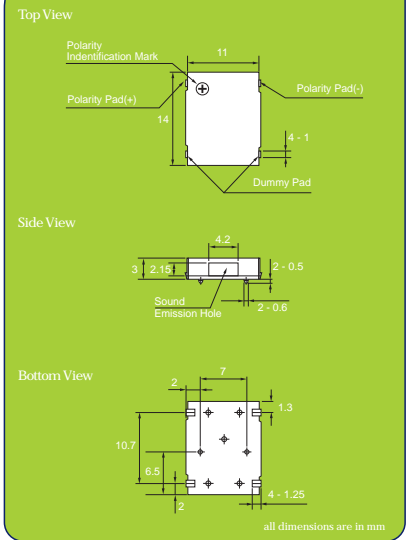 Top View
Polarity
Indentification Mark
11
Polarity Pad(+)
Polarity Pad(-)
14
4 - 1
Dummy Pad
Side View
4.2
3
2.15
2 - 0.5
Sound
Emission Hole
2 - 0.6
Bottom View
7
2
1.3
10.7
6.5
4 - 1.25
2
all dimensions are in mm